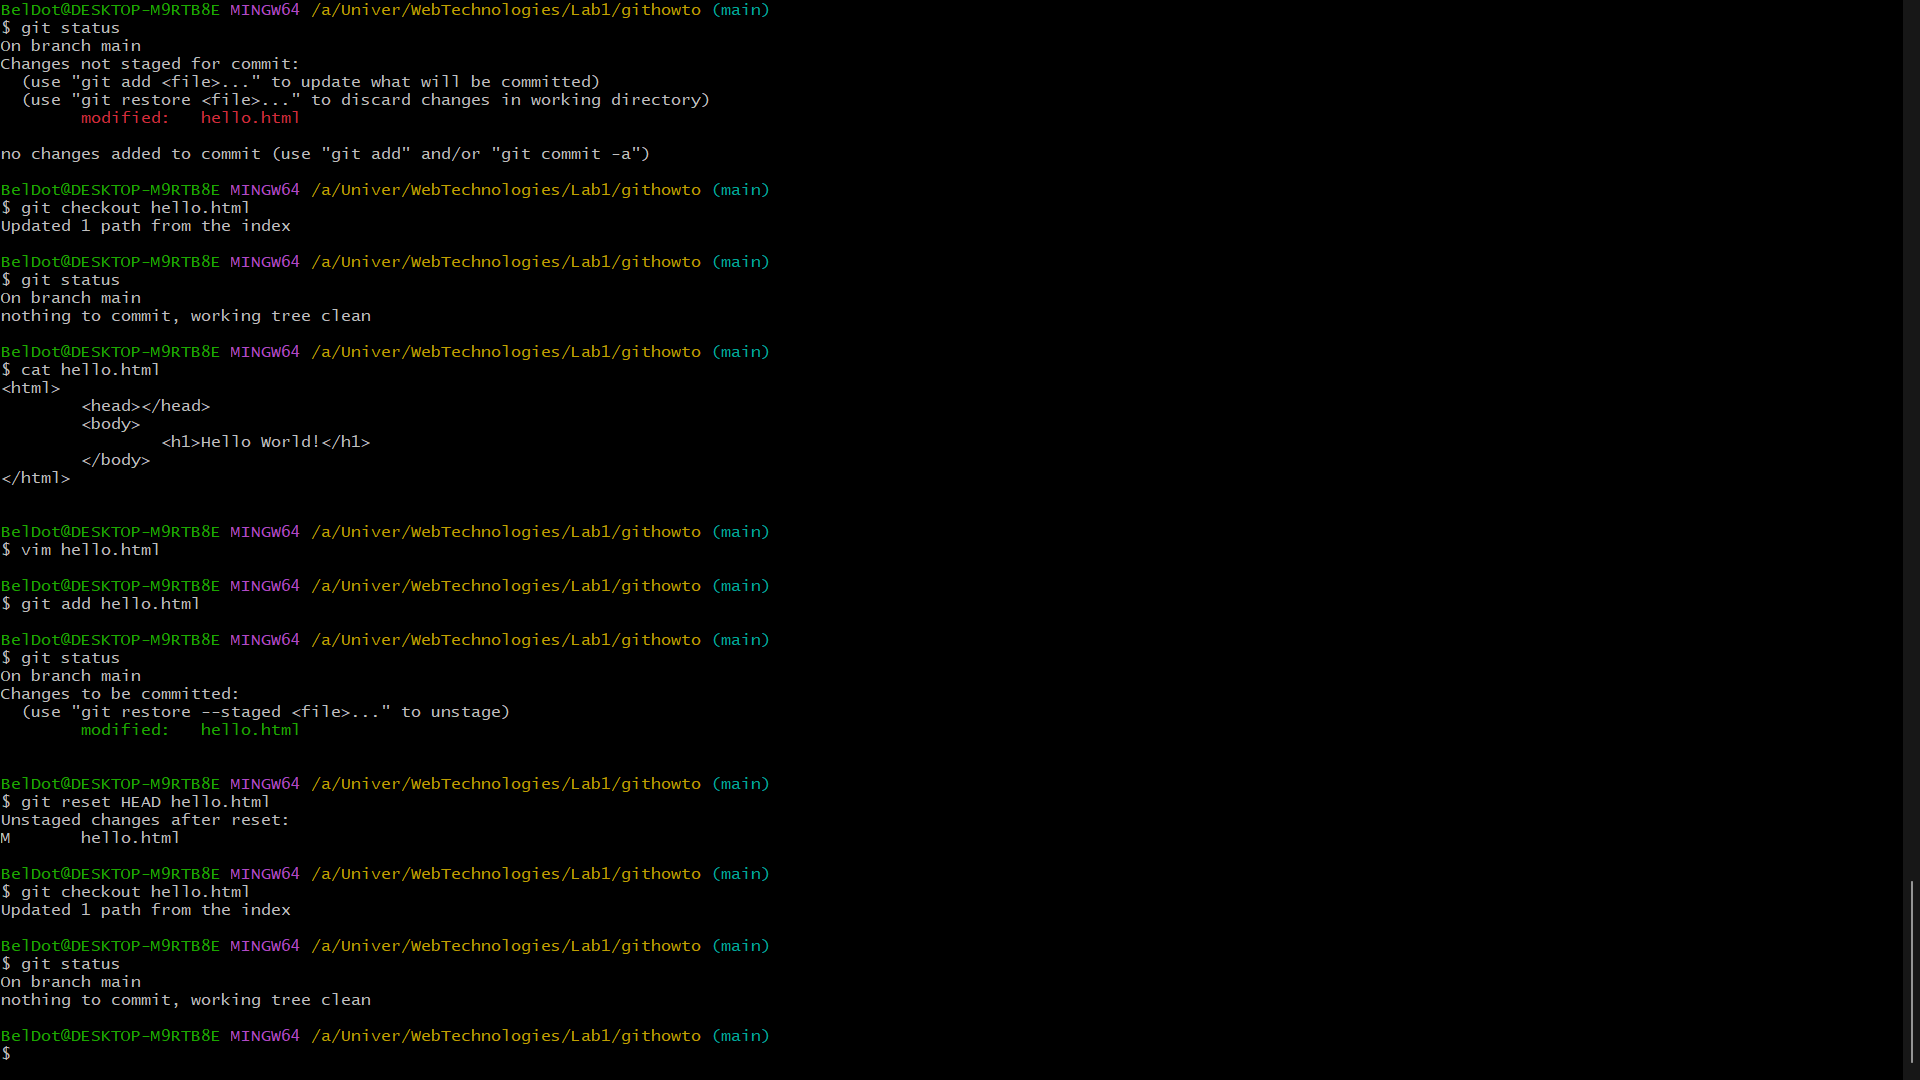 BelDot@DESKTOP-M9RTB8E MINGW64 /a/Univer/WebTechnologies/Lab1/githowto (main)
$ git status
On branch main
Changes not staged for commit:
  (use "git add <file>..." to update what will be committed)
  (use "git restore <file>..." to discard changes in working directory)
        modified:   hello.html

no changes added to commit (use "git add" and/or "git commit -a")

BelDot@DESKTOP-M9RTB8E MINGW64 /a/Univer/WebTechnologies/Lab1/githowto (main)
$ git checkout hello.html
Updated 1 path from the index

BelDot@DESKTOP-M9RTB8E MINGW64 /a/Univer/WebTechnologies/Lab1/githowto (main)
$ git status
On branch main
nothing to commit, working tree clean

BelDot@DESKTOP-M9RTB8E MINGW64 /a/Univer/WebTechnologies/Lab1/githowto (main)
$ cat hello.html
<html>
        <head></head>
        <body>
                <h1>Hello World!</h1>
        </body>
</html>


BelDot@DESKTOP-M9RTB8E MINGW64 /a/Univer/WebTechnologies/Lab1/githowto (main)
$ vim hello.html

BelDot@DESKTOP-M9RTB8E MINGW64 /a/Univer/WebTechnologies/Lab1/githowto (main)
$ git add hello.html

BelDot@DESKTOP-M9RTB8E MINGW64 /a/Univer/WebTechnologies/Lab1/githowto (main)
$ git status
On branch main
Changes to be committed:
  (use "git restore --staged <file>..." to unstage)
        modified:   hello.html


BelDot@DESKTOP-M9RTB8E MINGW64 /a/Univer/WebTechnologies/Lab1/githowto (main)
$ git reset HEAD hello.html
Unstaged changes after reset:
M       hello.html

BelDot@DESKTOP-M9RTB8E MINGW64 /a/Univer/WebTechnologies/Lab1/githowto (main)
$ git checkout hello.html
Updated 1 path from the index

BelDot@DESKTOP-M9RTB8E MINGW64 /a/Univer/WebTechnologies/Lab1/githowto (main)
$ git status
On branch main
nothing to commit, working tree clean

BelDot@DESKTOP-M9RTB8E MINGW64 /a/Univer/WebTechnologies/Lab1/githowto (main)
$